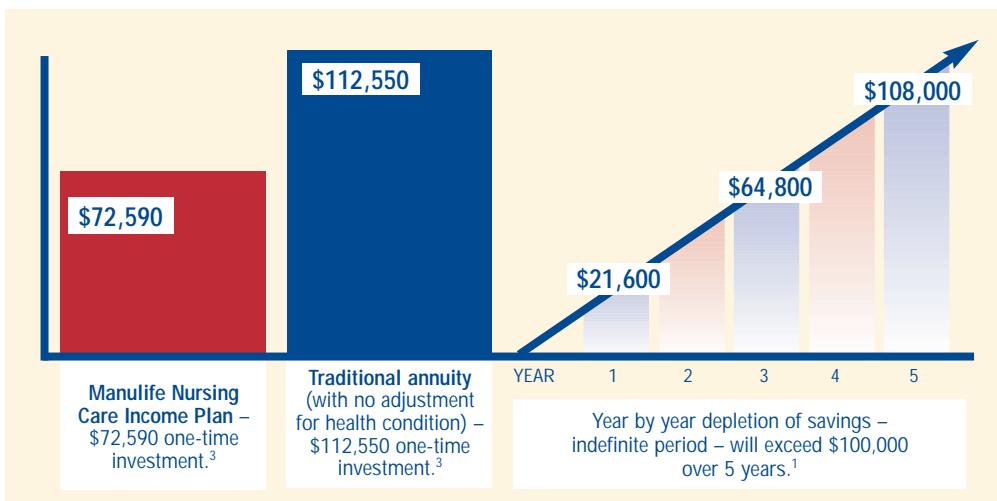 $112,550
$108,000
$72,590
$64,800
$21,600
Manulife Nursing
Care Income Plan –
$72,590 one-time
investment.3
Traditional annuity
(with no adjustment
for health condition) –
$112,550 one-time
investment.3
YEAR 1 2 3 4 5
Year by year depletion of savings –
indefinite period – will exceed $100,000
over 5 years.1